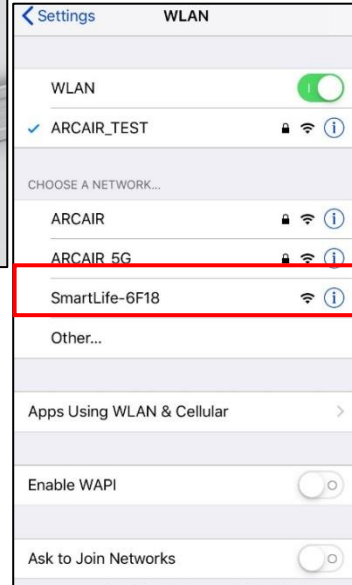 Settings WLAN
WLAN
ARCAIR_TEST
CHOOSE A NETWORK...
ARCAIR
ARCAIR_5G
SmartLife-6F18
Other...
Apps Using WLAN & Cellular
Enable WAPI
Ask to Join Networks